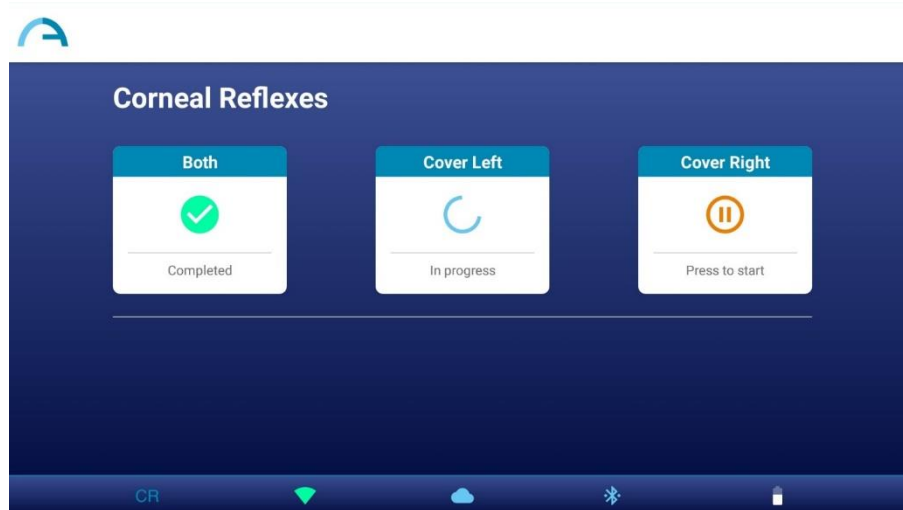 Corneal Reflexes
Both
Cover Left
Cover Right
Completed
In progress
Press to start
CR